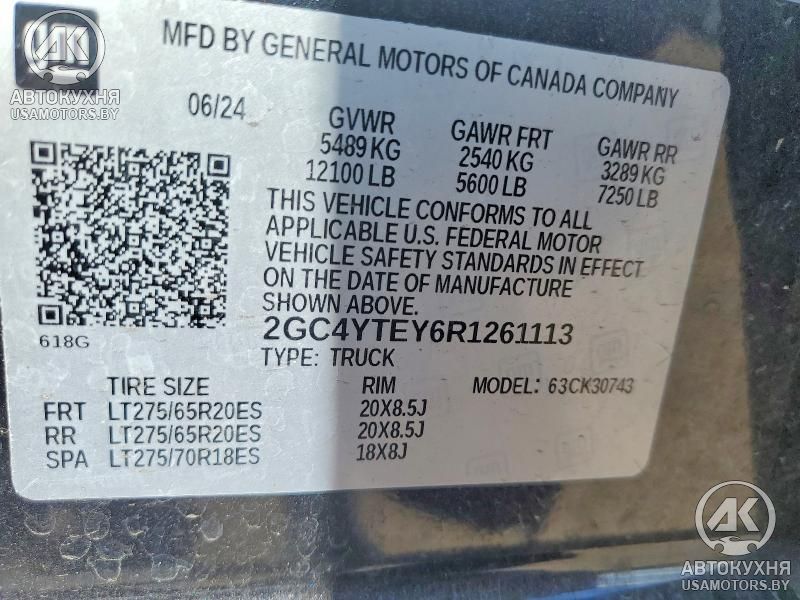 MFD BY GENERAL MOTORS OF CANADA COMPANY
06/24
GVWR GAWR FRT GAWR RR
5489 KG 2540 KG 3289 KG
12100 LB 5600 LB 7250 LB
THIS VEHICLE CONFORMS TO ALL
APPLICABLE U.S. FEDERAL MOTOR
VEHICLE SAFETY STANDARDS IN EFFECT
ON THE DATE OF MANUFACTURE
SHOWN ABOVE.
618G
2GC4YTEY6R1261113
TYPE: TRUCK
TIRE SIZE RIM MODEL: 63CK30743
FRT LT275/65R20ES 20X8.5J
RR LT275/65R20ES 20X8.5J
SPA LT275/70R18ES 18X8J
АК
АВТОКУХНЯ
USAMOTORS.BY
АК
АВТОКУХНЯ
USAMOTORS.BY